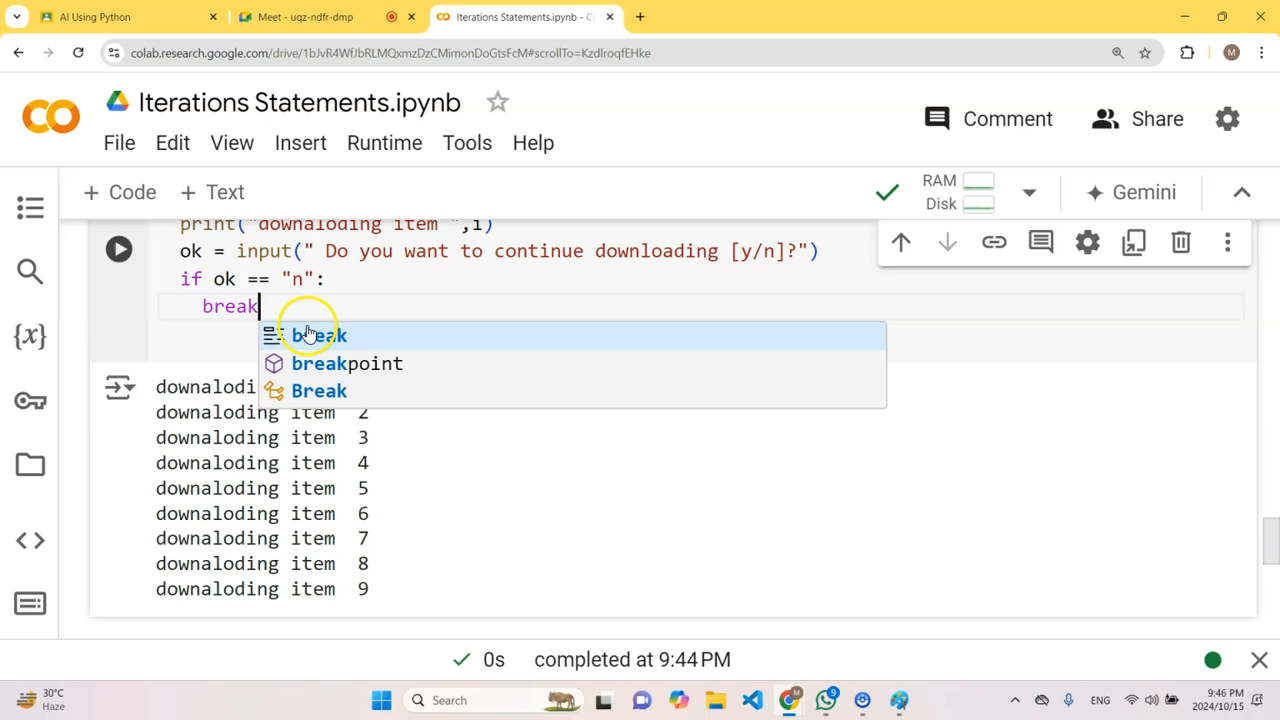 AI Using Python
Meet - uqz-ndfr-dmp
Iterations Statements.ipynb - C
colab.research.google.com/drive/1bJvR4WfJbRLMQxmzDzCMimonDoGtsFcM#scrollTo=KzdIroqfEHke
M
CO
Iterations Statements.ipynb
Comment
Share
File Edit View Insert Runtime Tools Help
+ Code + Text
RAM
Disk
Gemini
print("downaloding item ",i)
ok = input(" Do you want to continue downloading [y/n]?")
if ok == "n":
break
break
breakpoint
Break
{x}
downalodi
downaloding item 2
downaloding item 3
downaloding item 4
downaloding item 5
downaloding item 6
downaloding item 7
downaloding item 8
downaloding item 9
0s completed at 9:44 PM
30°C
Haze
Search
M
9
ENG
9:46 PM
2024/10/15